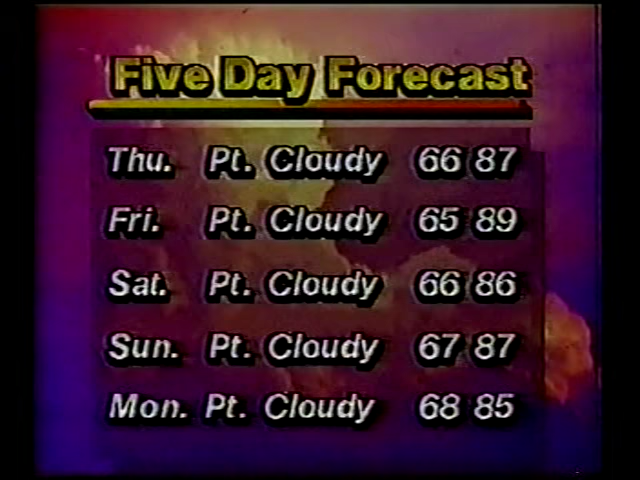 Five Day Forecast
Thu. Pt. Cloudy 66 87
Fri. Pt. Cloudy 65 89
Sat. Pt. Cloudy 66 86
Sun. Pt. Cloudy 67 87
Mon. Pt. Cloudy 68 85